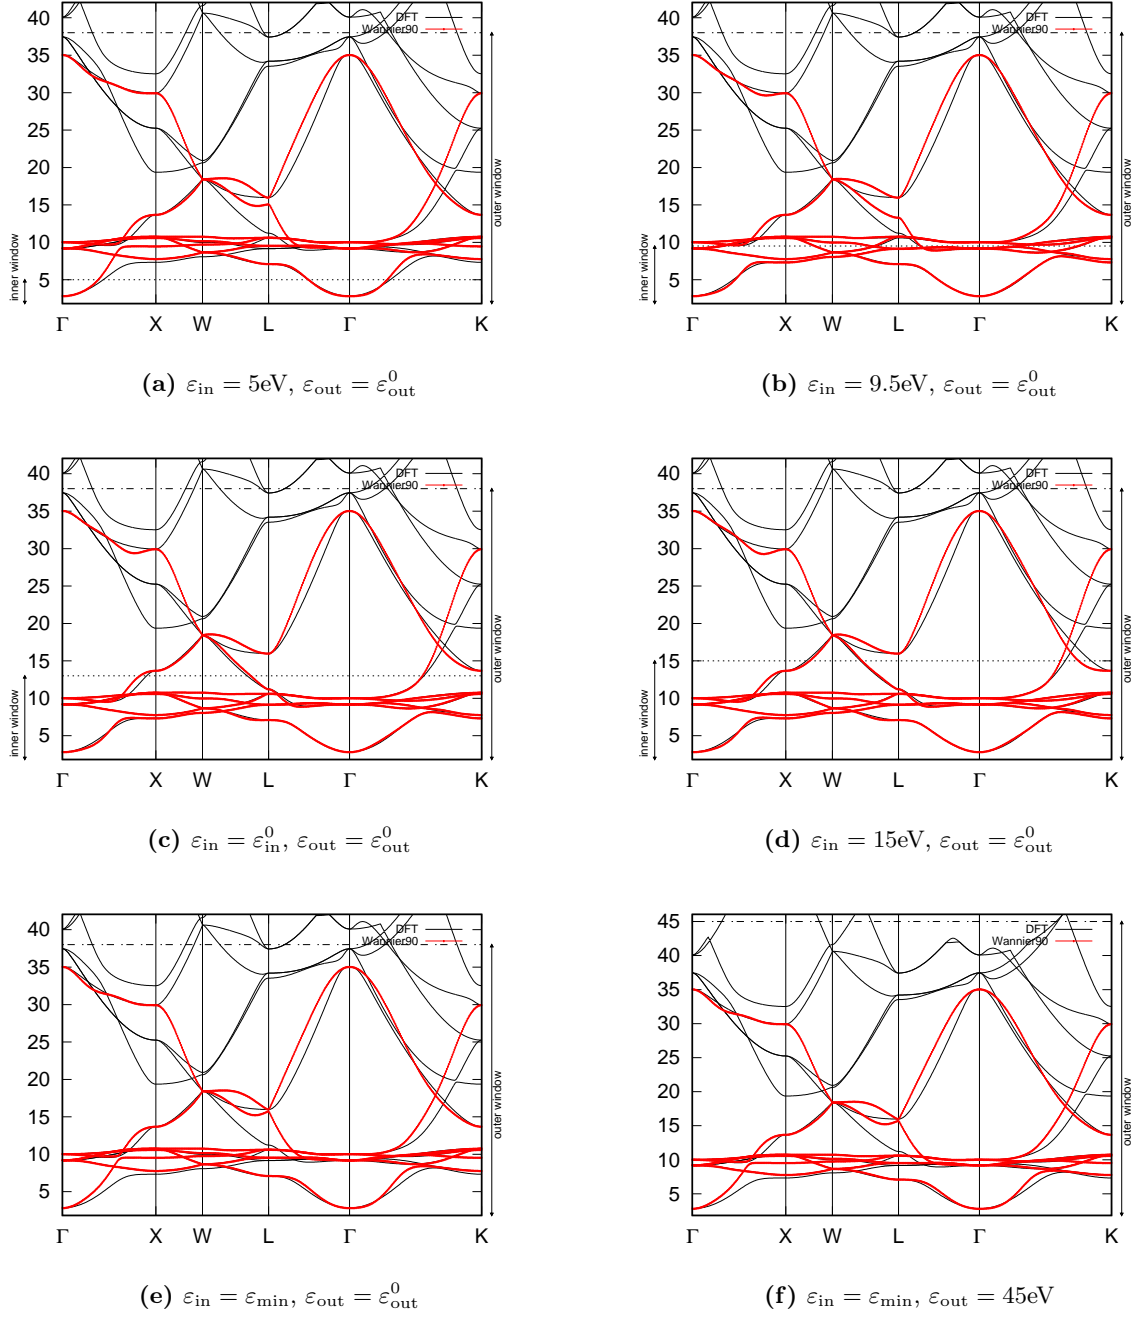 40
35
30
25
20
15
10
5
DFT
Wannier90
inner window
outer window
Γ X W L Γ K
(a) εin = 5eV, εout = ε⁰out
40
35
30
25
20
15
10
5
DFT
Wannier90
inner window
outer window
Γ X W L Γ K
(b) εin = 9.5eV, εout = ε⁰out
40
35
30
25
20
15
10
5
DFT
Wannier90
inner window
outer window
Γ X W L Γ K
(c) εin = ε⁰in, εout = ε⁰out
40
35
30
25
20
15
10
5
DFT
Wannier90
inner window
outer window
Γ X W L Γ K
(d) εin = 15eV, εout = ε⁰out
40
35
30
25
20
15
10
5
DFT
Wannier90
outer window
Γ X W L Γ K
(e) εin = εmin, εout = ε⁰out
45
40
35
30
25
20
15
10
5
DFT
Wannier90
outer window
Γ X W L Γ K
(f) εin = εmin, εout = 45eV